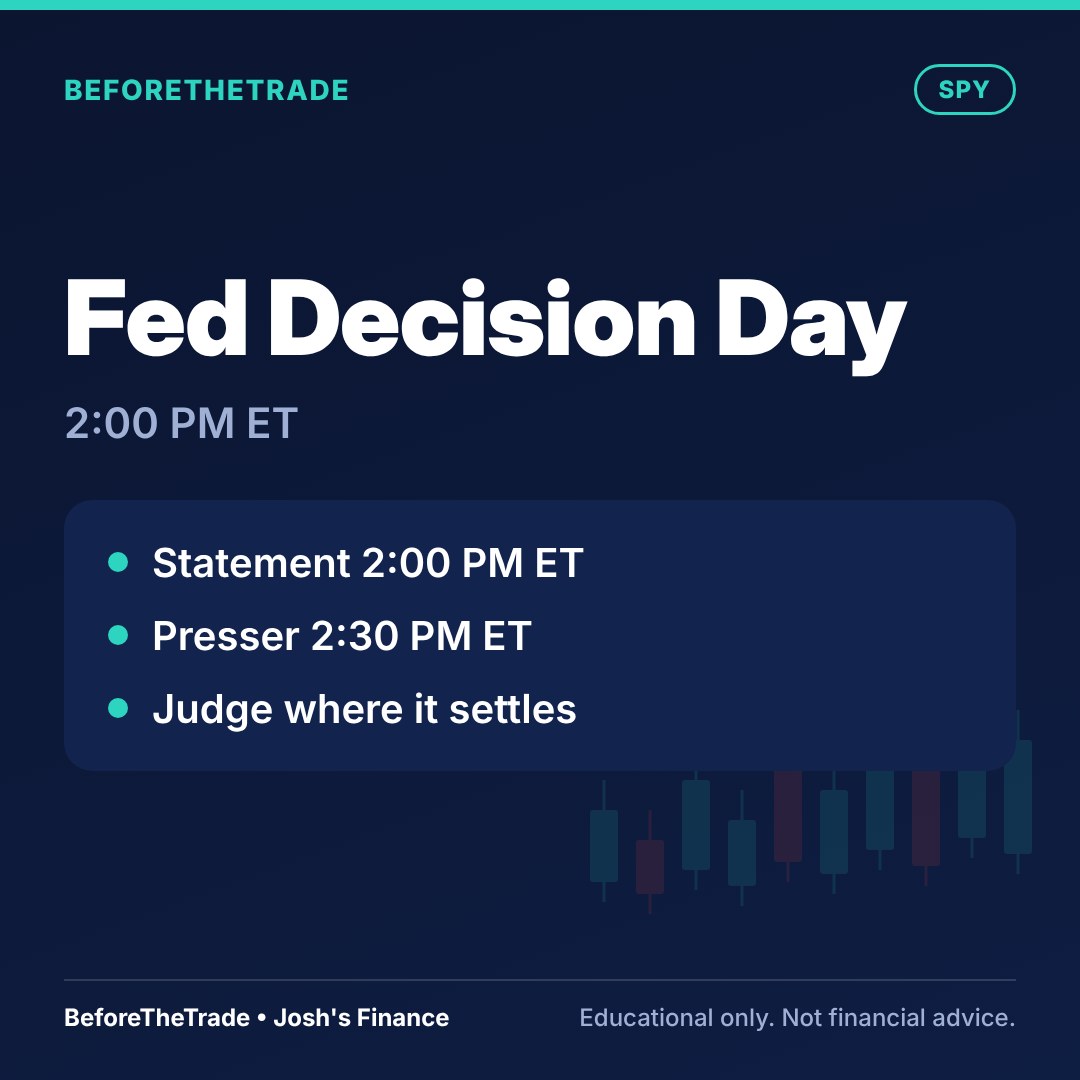 BEFORETHETRADE
SPY
Fed Decision Day
2:00 PM ET
Statement 2:00 PM ET
Presser 2:30 PM ET
Judge where it settles
BeforeTheTrade • Josh's Finance
Educational only. Not financial advice.